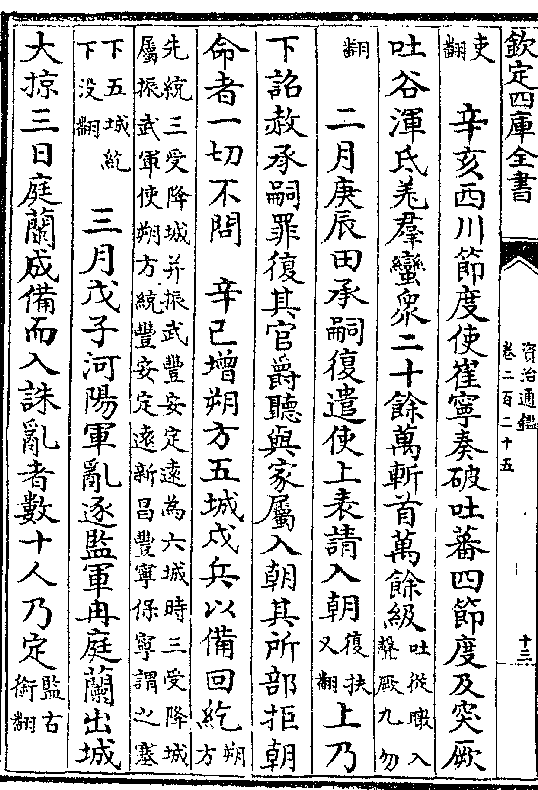 欽定四庫全書
資治通鑑
卷二百二十五
十三
吏
翻
辛亥西川節度使崔寧奏破吐蕃四節度及突厥
吐谷渾氐羌羣蠻衆二十餘萬斬首萬餘級
吐從暾入
聲厥九勿
翻
二月庚辰田承嗣復遣使上表請入朝
復扶
又翻
上乃
下詔赦承嗣罪復其官爵聽與家屬入朝其所部拒朝
命者一切不問
辛巳增朔方五城戍兵以備回紇
朔
方
先統三受降城并振武豐安定遠為六城時三受降城
屬振武軍使朔方統豐安定遠新昌豐寧保寧謂之塞
下五城紇
下没翻
三月戊子河陽軍亂逐監軍冉庭蘭出城
大掠三日庭蘭成備而入誅亂者數十人乃定
監古
銜翻